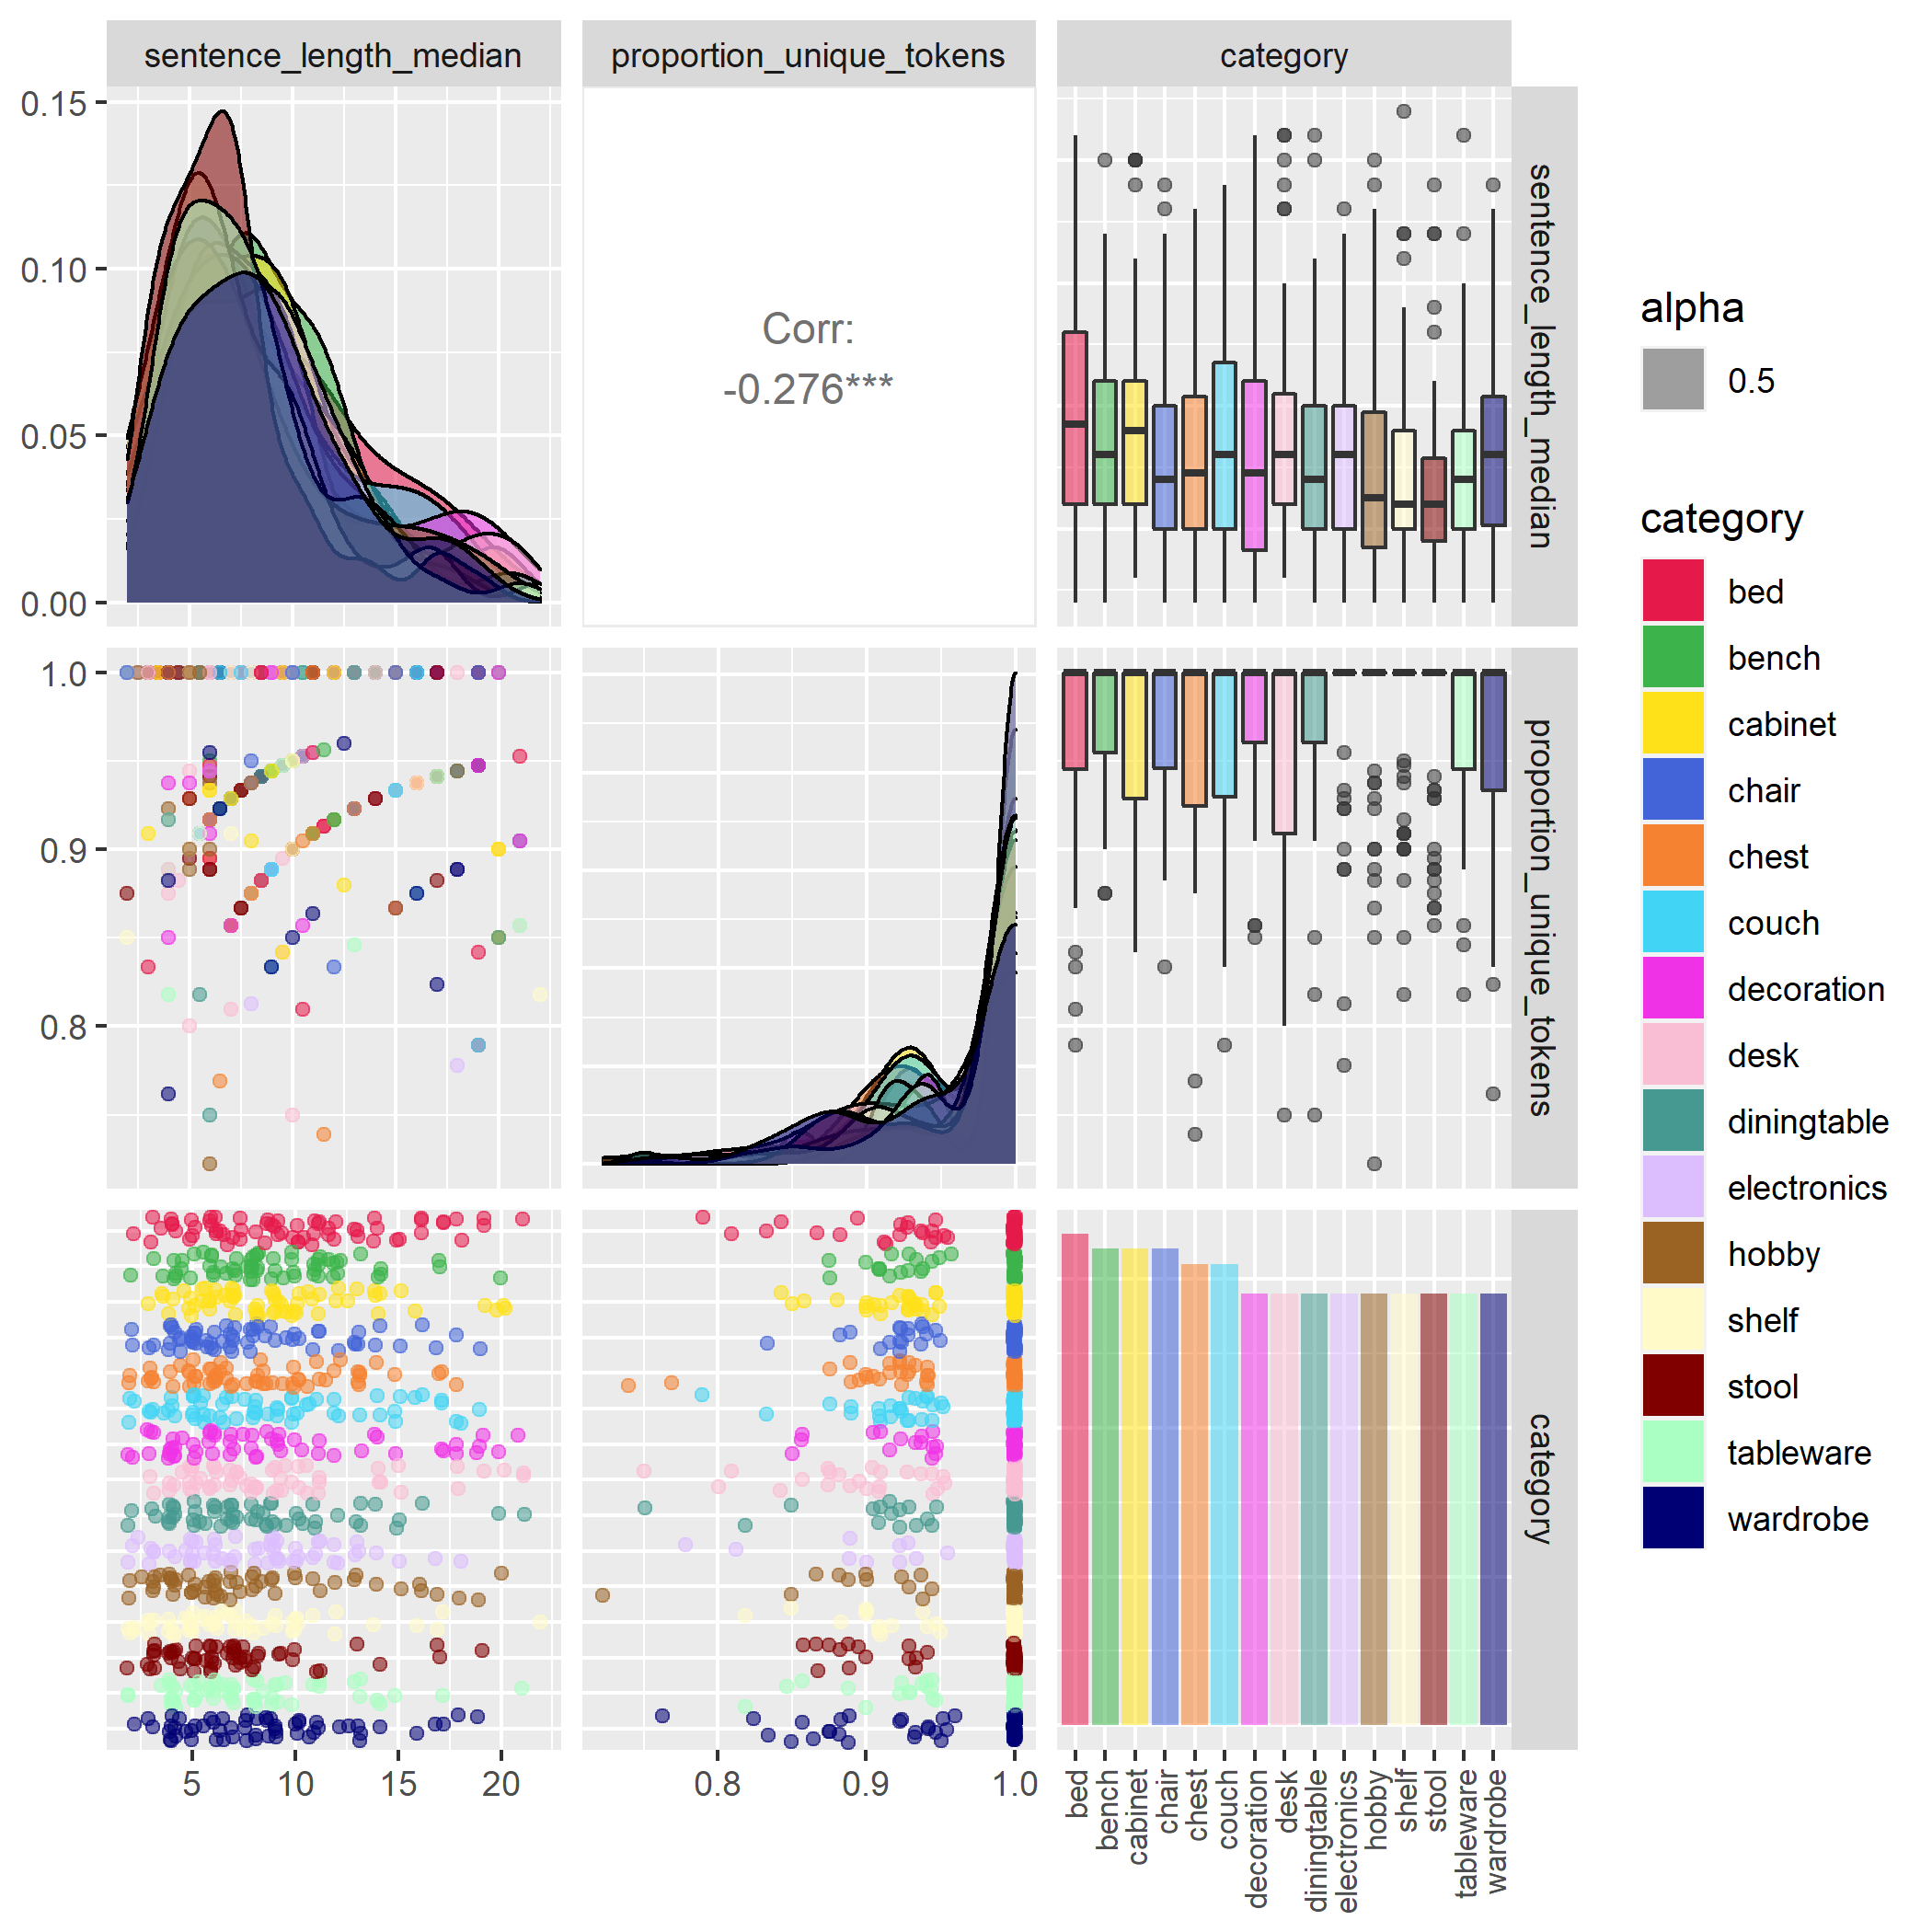 sentence_length_median
proportion_unique_tokens
category
0.15
0.10
0.05
0.00
Corr:
-0.276***
sentence_length_median
1.0
0.9
0.8
proportion_unique_tokens
category
5 10 15 20
0.8 0.9 1.0
bed
bench
cabinet
chair
chest
couch
decoration
desk
diningtable
electronics
hobby
shelf
stool
tableware
wardrobe
alpha
0.5
category
bed
bench
cabinet
chair
chest
couch
decoration
desk
diningtable
electronics
hobby
shelf
stool
tableware
wardrobe